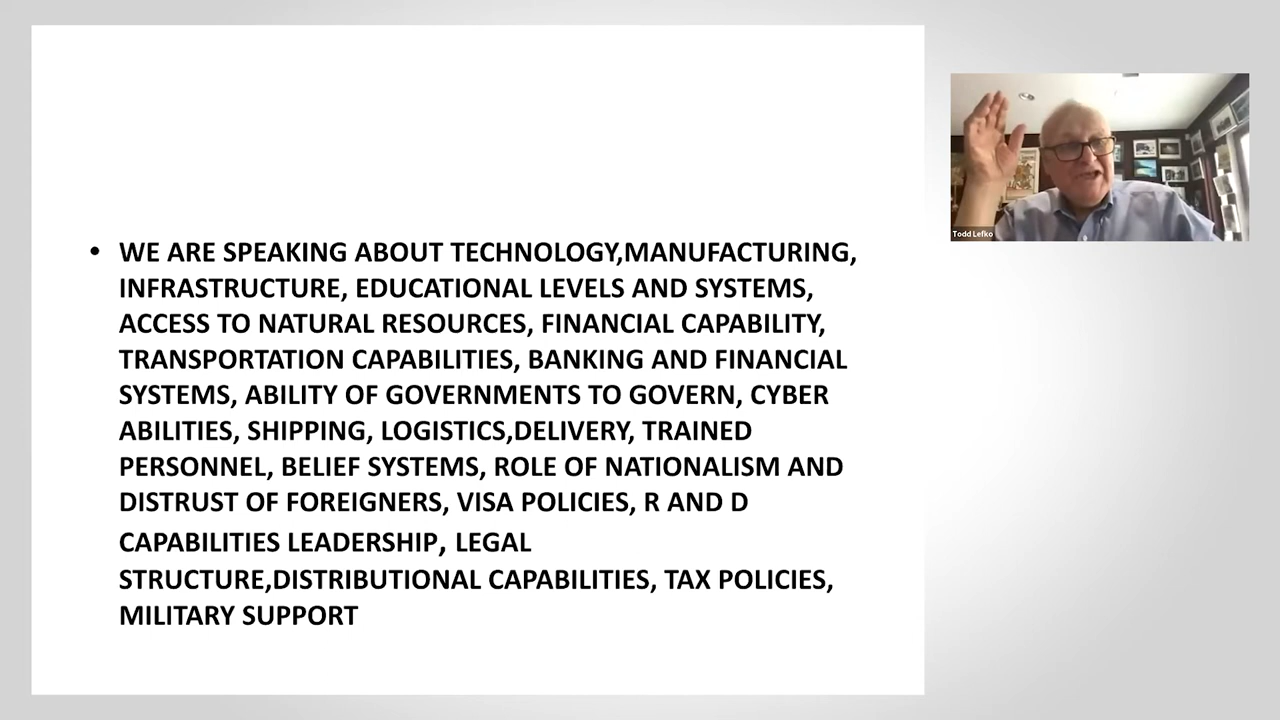 • WE ARE SPEAKING ABOUT TECHNOLOGY,MANUFACTURING,
INFRASTRUCTURE, EDUCATIONAL LEVELS AND SYSTEMS,
ACCESS TO NATURAL RESOURCES, FINANCIAL CAPABILITY,
TRANSPORTATION CAPABILITIES, BANKING AND FINANCIAL
SYSTEMS, ABILITY OF GOVERNMENTS TO GOVERN, CYBER
ABILITIES, SHIPPING, LOGISTICS,DELIVERY, TRAINED
PERSONNEL, BELIEF SYSTEMS, ROLE OF NATIONALISM AND
DISTRUST OF FOREIGNERS, VISA POLICIES, R AND D
CAPABILITIES LEADERSHIP, LEGAL
STRUCTURE,DISTRIBUTIONAL CAPABILITIES, TAX POLICIES,
MILITARY SUPPORT
Todd Lefko